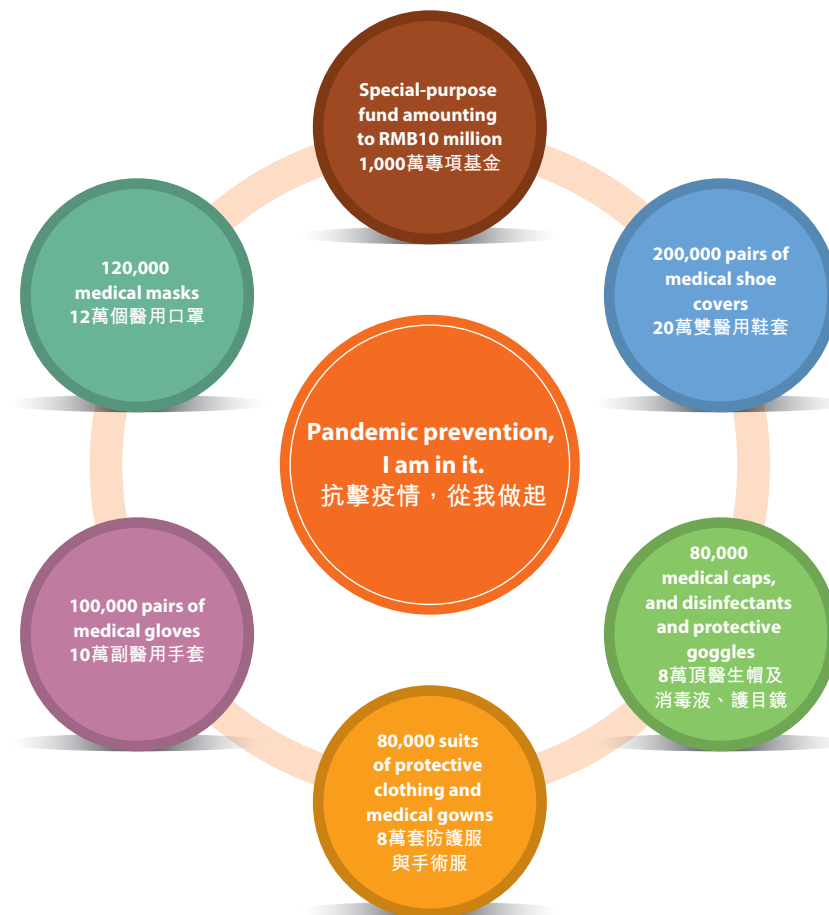 Special-purpose
fund amounting
to RMB10 million
1,000萬專項基金
120,000
medical masks
12萬個醫用口罩
200,000 pairs of
medical shoe
covers
20萬雙醫用鞋套
Pandemic prevention,
I am in it.
抗擊疫情，從我做起
100,000 pairs of
medical gloves
10萬副醫用手套
80,000
medical caps,
and disinfectants
and protective
goggles
8萬頂醫生帽及
消毒液、護目鏡
80,000 suits
of protective
clothing and
medical gowns
8萬套防護服
與手術服